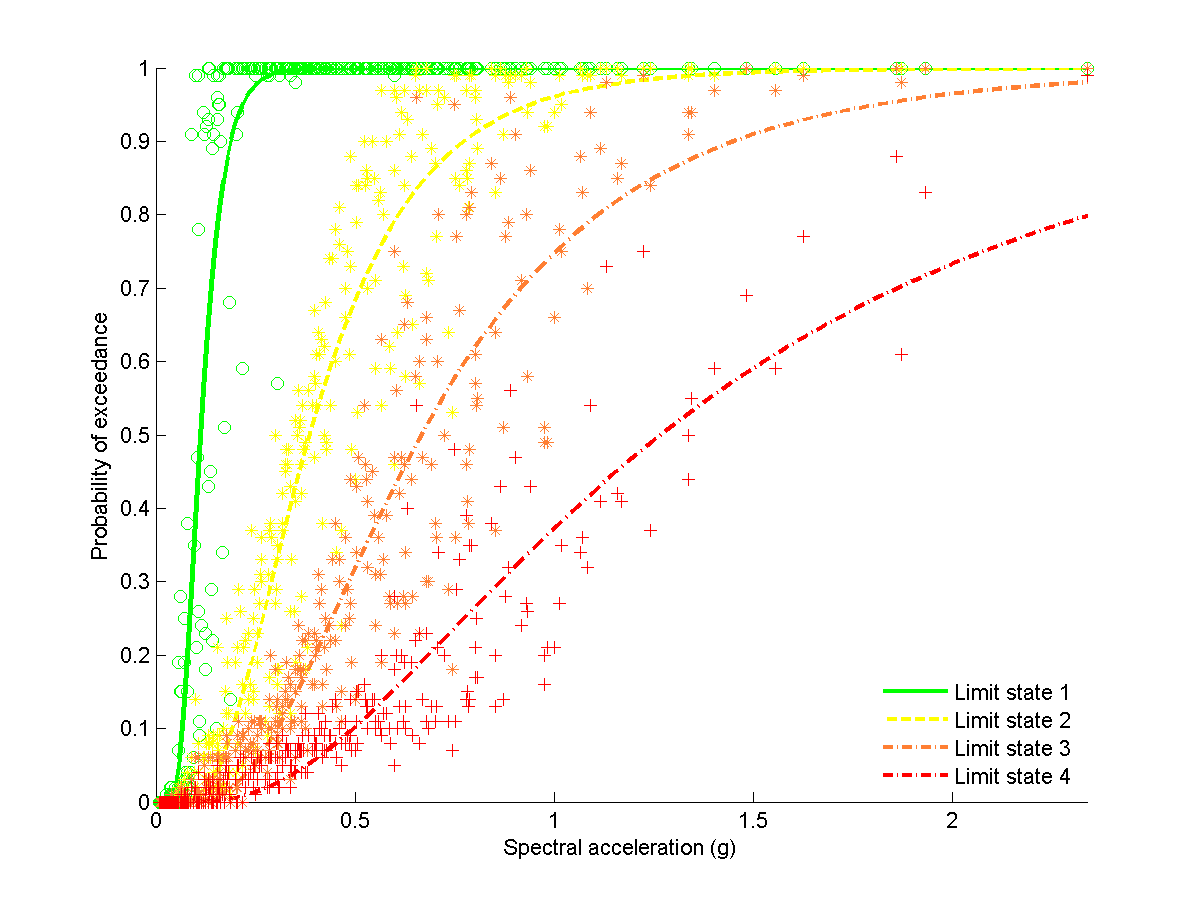 1
0.9
0.8
0.7
0.6
0.5
0.4
0.3
0.2
0.1
0
Probability of exceedance
0 0.5 1 1.5 2
Spectral acceleration (g)
Limit state 1
Limit state 2
Limit state 3
Limit state 4